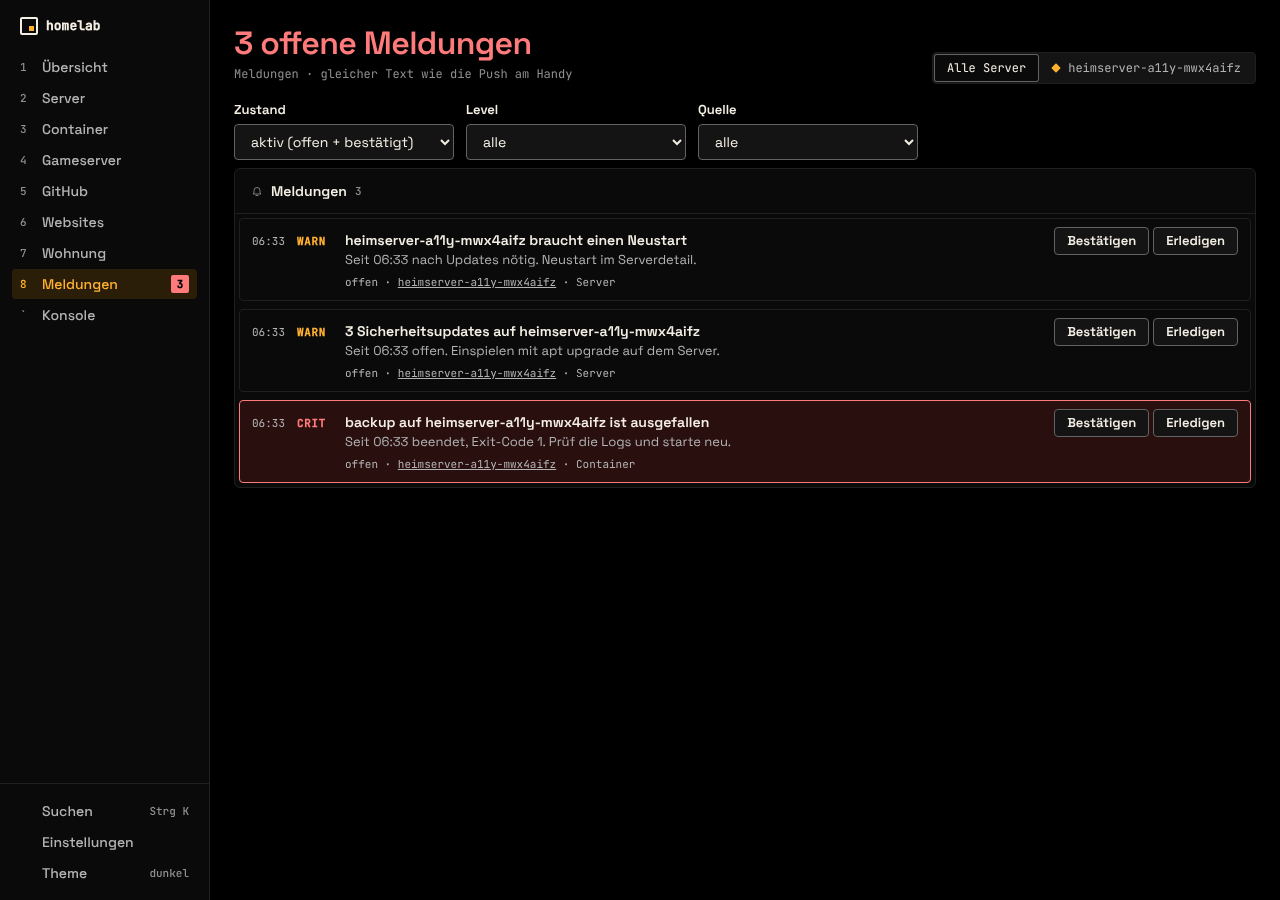 homelab
1 Übersicht
2 Server
3 Container
4 Gameserver
5 GitHub
6 Websites
7 Wohnung
8 Meldungen 3
` Konsole
Suchen Strg K
Einstellungen
Theme dunkel
3 offene Meldungen
Meldungen · gleicher Text wie die Push am Handy
Alle Server ◆ heimserver-a11y-mwx4aifz
Zustand Level Quelle
aktiv (offen + bestätigt) alle alle
Meldungen 3
06:33 WARN heimserver-a11y-mwx4aifz braucht einen Neustart Bestätigen Erledigen
Seit 06:33 nach Updates nötig. Neustart im Serverdetail.
offen · heimserver-a11y-mwx4aifz · Server
06:33 WARN 3 Sicherheitsupdates auf heimserver-a11y-mwx4aifz Bestätigen Erledigen
Seit 06:33 offen. Einspielen mit apt upgrade auf dem Server.
offen · heimserver-a11y-mwx4aifz · Server
06:33 CRIT backup auf heimserver-a11y-mwx4aifz ist ausgefallen Bestätigen Erledigen
Seit 06:33 beendet, Exit-Code 1. Prüf die Logs und starte neu.
offen · heimserver-a11y-mwx4aifz · Container